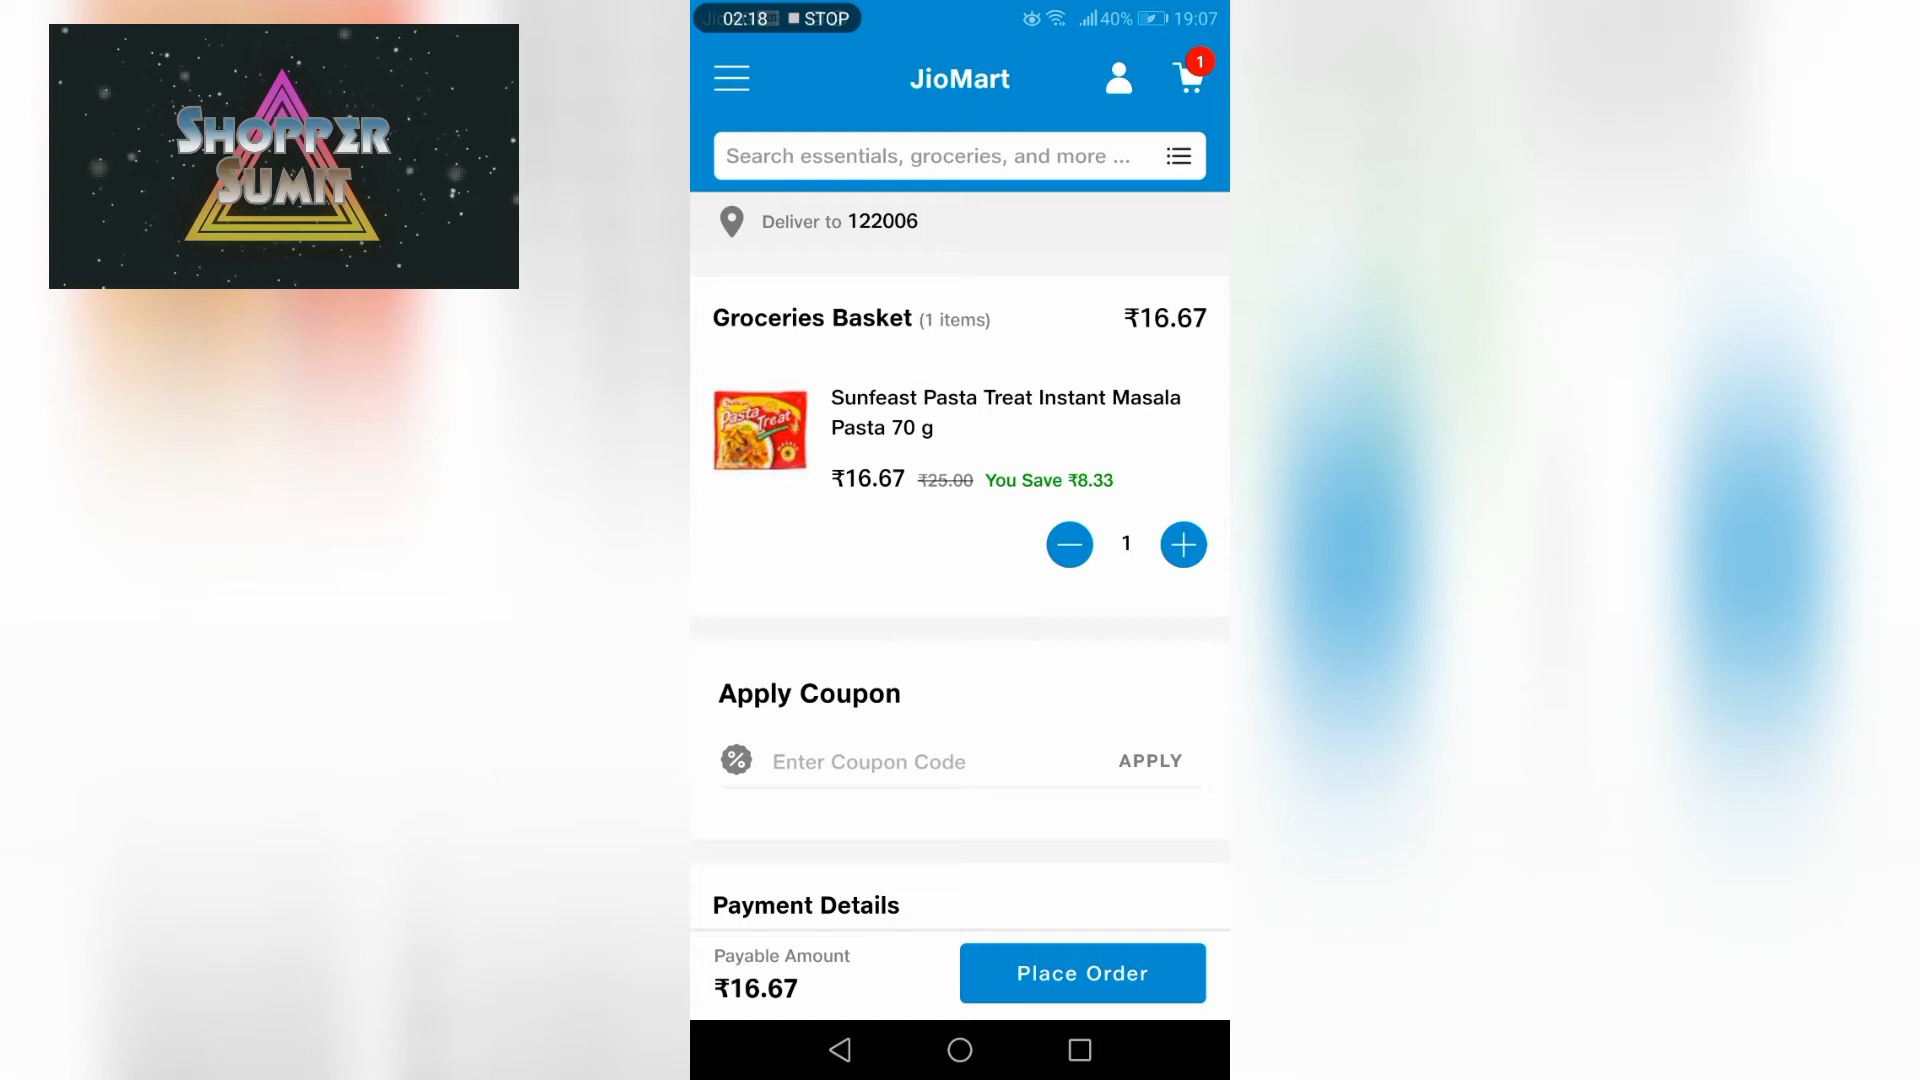 SHOPPER
SUMIT
02:18 STOP
40% 19:07
JioMart
1
Search essentials, groceries, and more ...
Deliver to 122006
Groceries Basket (1 items) ₹16.67
Sunfeast Pasta Treat Instant Masala
Pasta 70 g
Pasta Treat
₹16.67 ₹25.00 You Save ₹8.33
1
Apply Coupon
% Enter Coupon Code APPLY
Payment Details
Payable Amount
₹16.67
Place Order